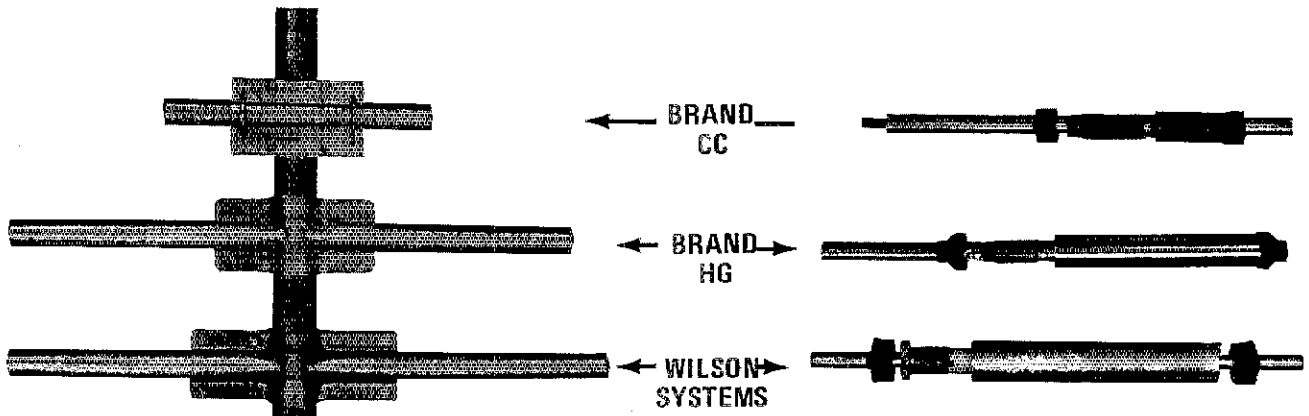 BRAND
CC
BRAND
HG
WILSON
SYSTEMS